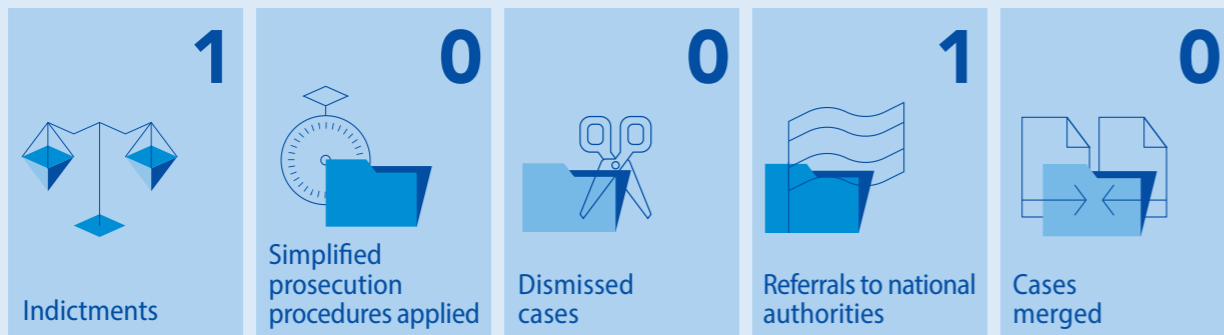 1
Indictments
0
Simplified
prosecution
procedures applied
0
Dismissed
cases
1
Referrals to national
authorities
0
Cases
merged